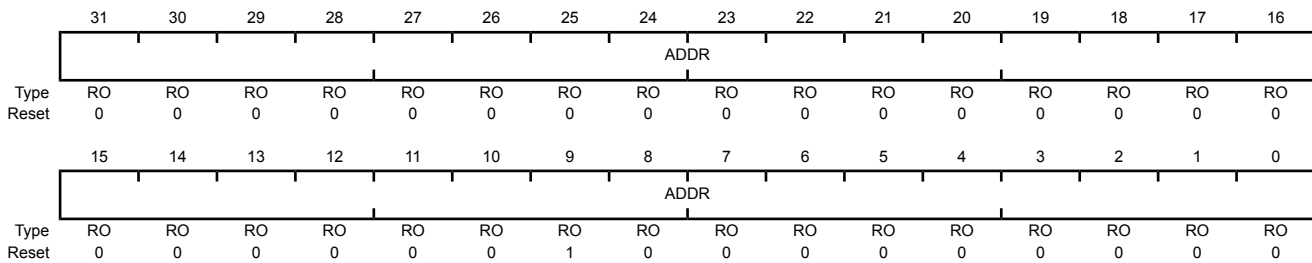 31 30 29 28 27 26 25 24 23 22 21 20 19 18 17 16
ADDR
Type RO RO RO RO RO RO RO RO RO RO RO RO RO RO RO RO
Reset 0 0 0 0 0 0 0 0 0 0 0 0 0 0 0 0
15 14 13 12 11 10 9 8 7 6 5 4 3 2 1 0
ADDR
Type RO RO RO RO RO RO RO RO RO RO RO RO RO RO RO RO
Reset 0 0 0 0 0 0 1 0 0 0 0 0 0 0 0 0